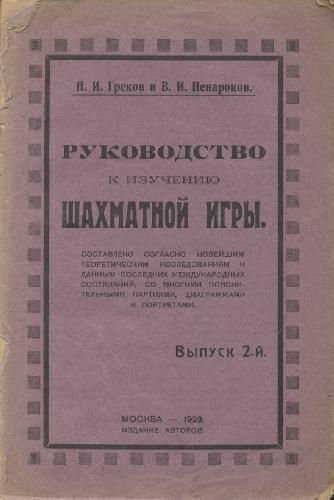 Н. И. Греков и В. И. Ненароков.
РУКОВОДСТВО
К ИЗУЧЕНИЮ
ШАХМАТНОЙ ИГРЫ.
СОСТАВЛЕНО СОГЛАСНО НОВЕЙШИМ
ТЕОРЕТИЧЕСКИМ ИССЛЕДОВАНИЯМ И
ДАННЫМ ПОСЛЕДНИХ МЕЖДУНАРОДНЫХ
СОСТЯЗАНИЙ, СО МНОГИМИ ПОЯСНИ-
ТЕЛЬНЫМИ ПАРТИЯМИ, ДИАГРАММАМИ
И ПОРТРЕТАМИ.
Выпуск 2-й.
МОСКВА — 1923.
ИЗДАНИЕ АВТОРОВ.